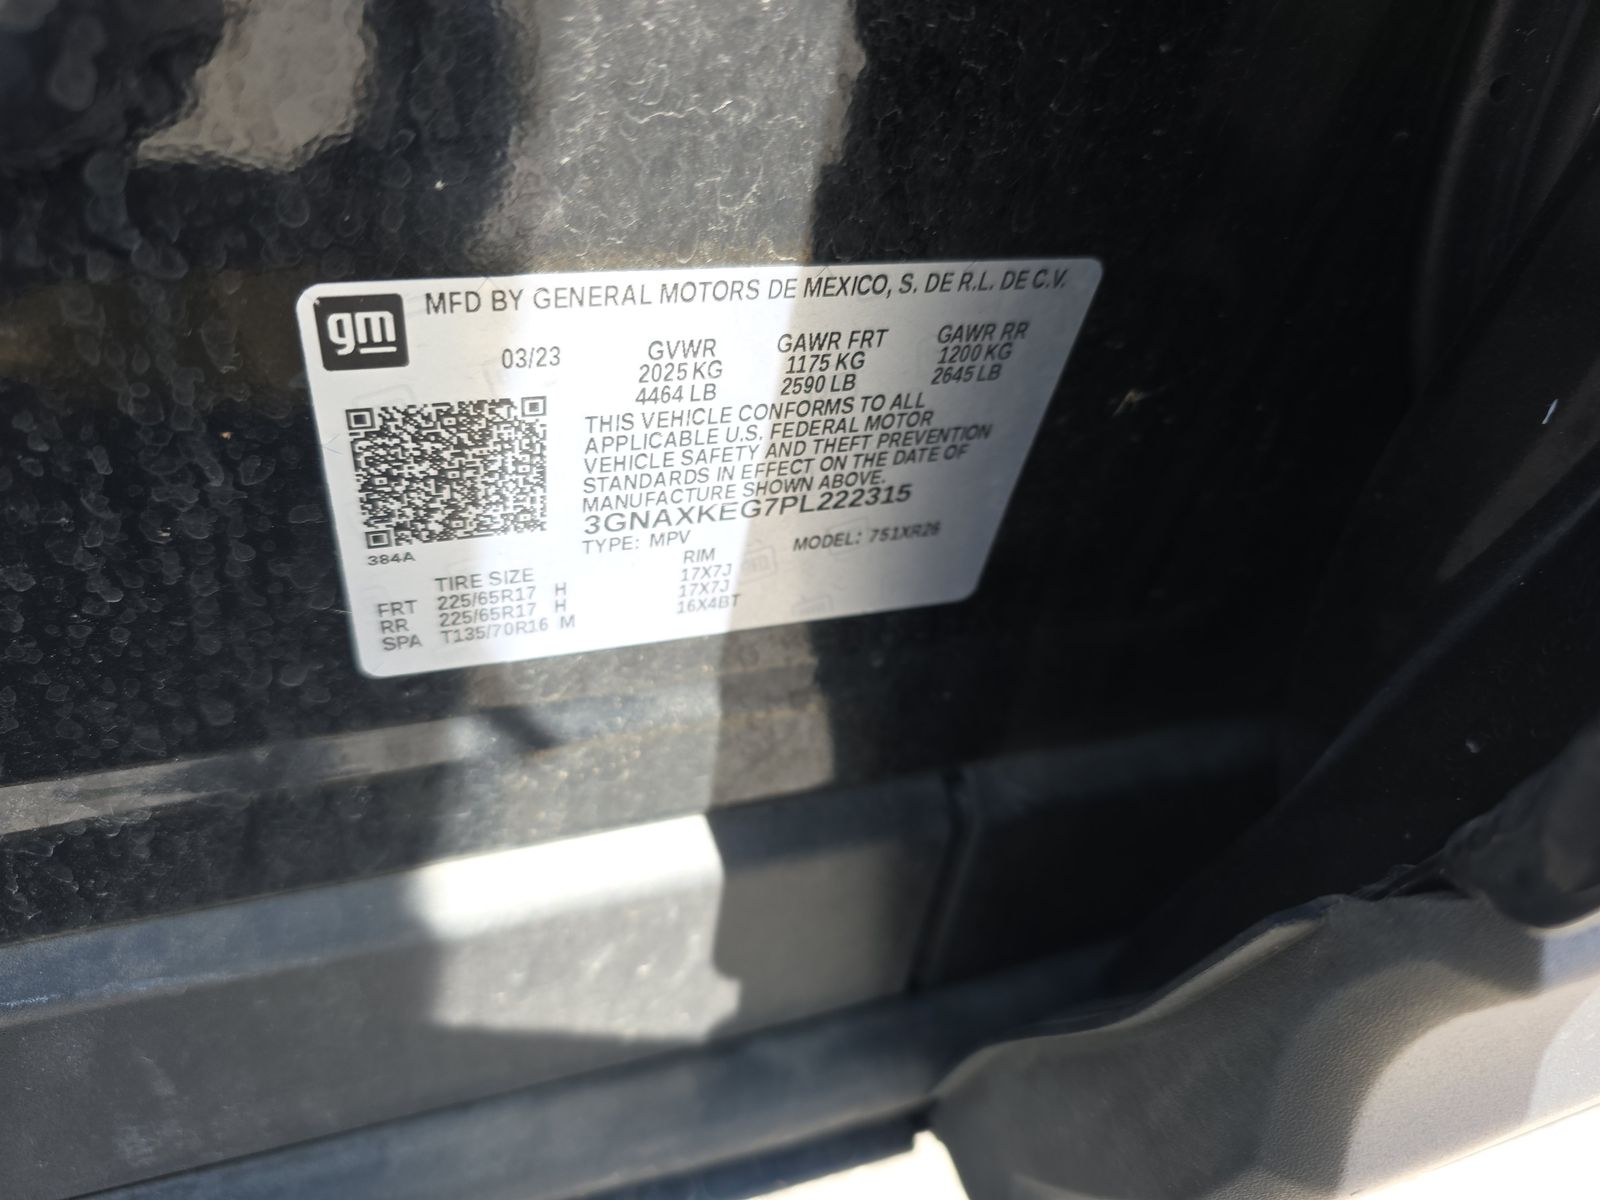 gm
MFD BY GENERAL MOTORS DE MEXICO, S. DE R.L. DE C.V.
03/23
GVWR GAWR FRT GAWR RR
2025 KG 1175 KG 1200 KG
4464 LB 2590 LB 2645 LB
THIS VEHICLE CONFORMS TO ALL
APPLICABLE U.S. FEDERAL MOTOR
VEHICLE SAFETY AND THEFT PREVENTION
STANDARDS IN EFFECT ON THE DATE OF
MANUFACTURE SHOWN ABOVE.
3GNAXKEG7PL222315
TYPE: MPV MODEL: 751XR26
384A
TIRE SIZE RIM
FRT 225/65R17 H 17X7J
RR 225/65R17 H 17X7J
SPA T135/70R16 M 16X4BT